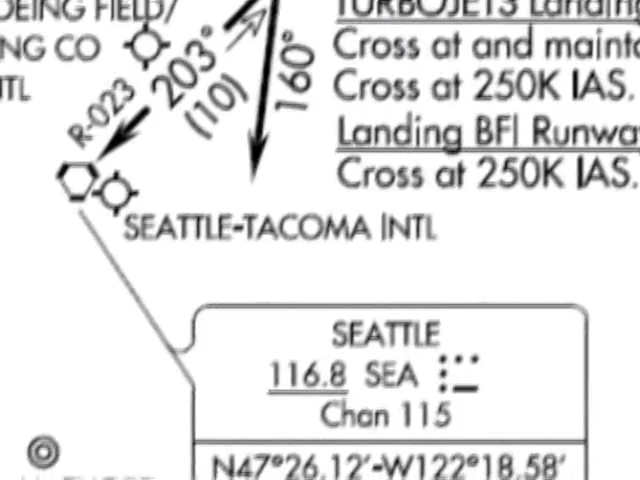 OEING FIELD/
NG CO
NTL
R-023
203°
(10)
160°
TURBOJETS Landing
Cross at and mainta
Cross at 250K IAS.
Landing BFI Runwa
Cross at 250K IAS.
SEATTLE-TACOMA INTL
SEATTLE
116.8 SEA
Chan 115
N47°26.12'-W122°18.58'